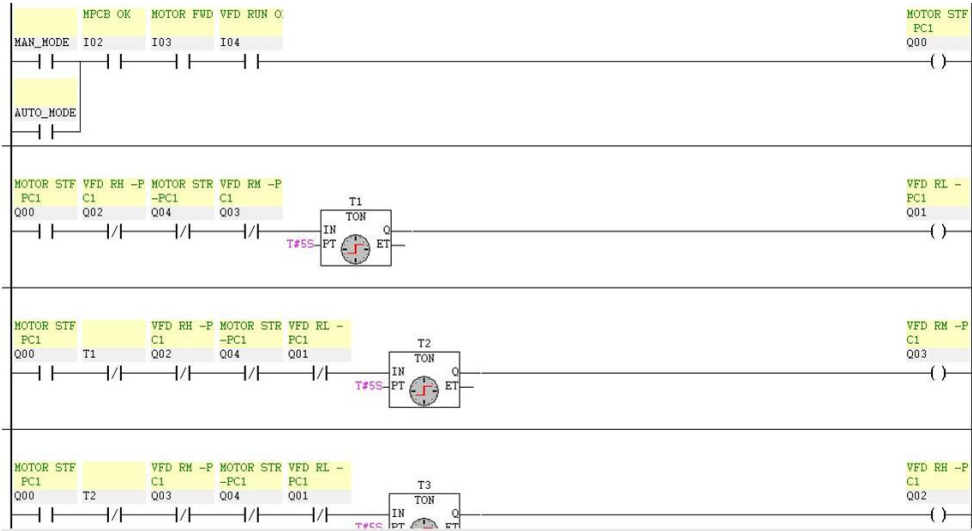 MPCB OK MOTOR FWD VFD RUN O
MOTOR STF
PC1
MAN_MODE I02 I03 I04 Q00
AUTO_MODE
MOTOR STF VFD RH -P MOTOR STR VFD RM -P VFD RL -
PC1 C1 -PC1 C1 PC1
Q00 Q02 Q04 Q03 Q01
T1
TON
IN Q
T#5S PT ET
MOTOR STF VFD RH -P MOTOR STR VFD RL - VFD RM -P
PC1 C1 -PC1 PC1 C1
Q00 T1 Q02 Q04 Q01 Q03
T2
TON
IN Q
T#5S PT ET
MOTOR STF VFD RM -P MOTOR STR VFD RL - VFD RH -P
PC1 C1 -PC1 PC1 C1
Q00 T2 Q03 Q04 Q01 Q02
T3
TON
IN Q
T#5S PT ET